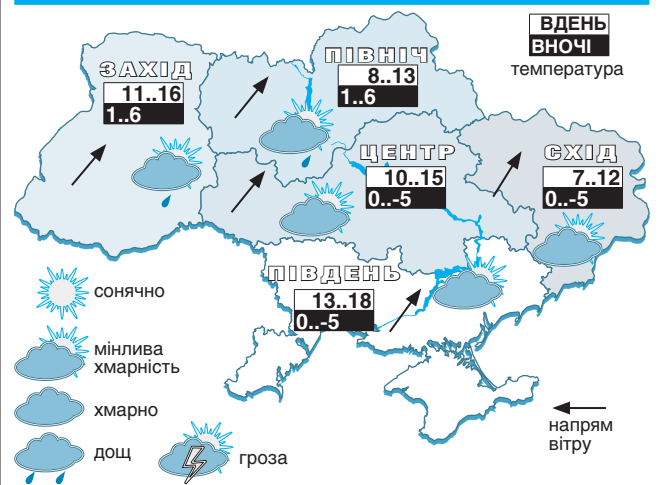 ВДЕНЬ
ВНОЧІ
температура
ЗАХІД
11..16
1..6
ПІВНІЧ
8..13
1..6
ЦЕНТР
10..15
0..-5
СХІД
7..12
0..-5
ПІВДЕНЬ
13..18
0..-5
сонячно
мінлива
хмарність
хмарно
дощ
гроза
напрям
вітру